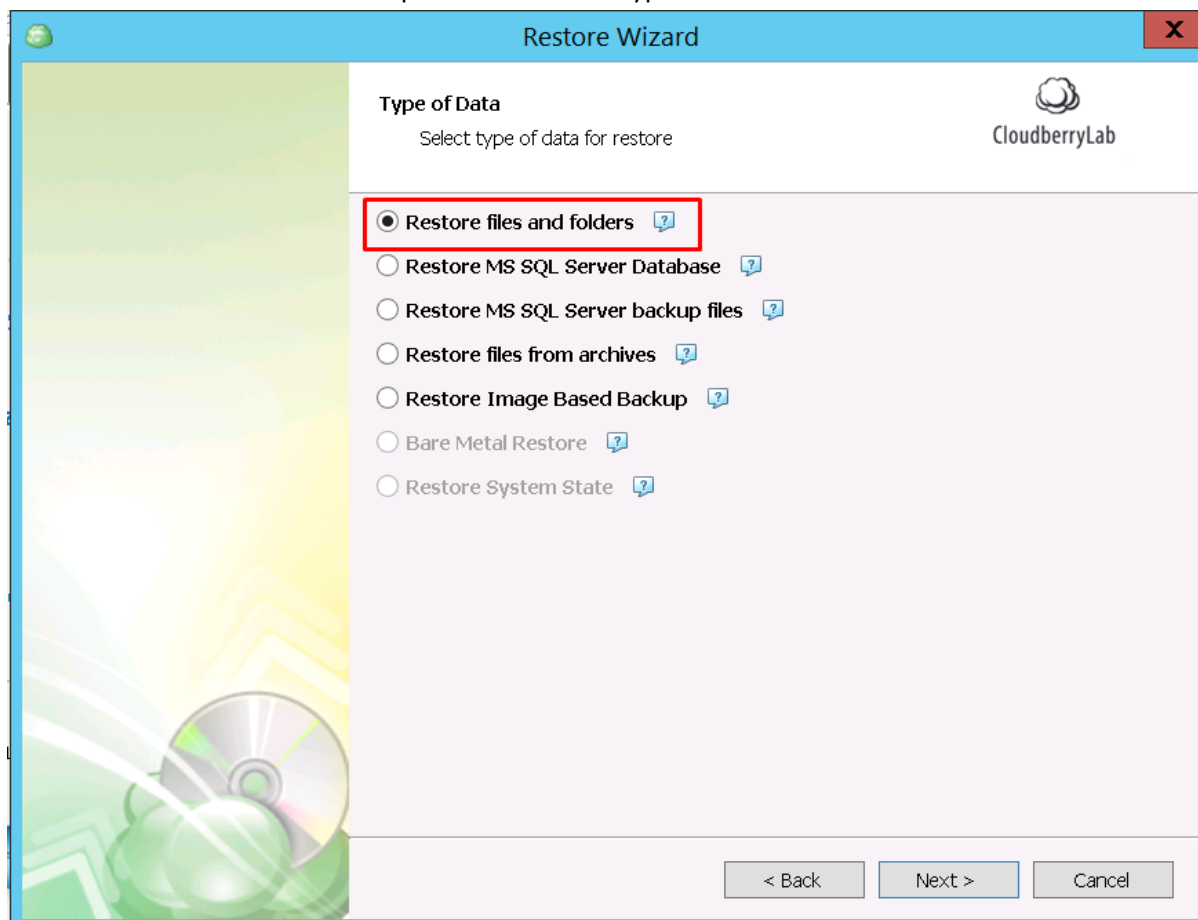 Restore Wizard
X
Type of Data
Select type of data for restore
CloudberryLab
Restore files and folders
Restore MS SQL Server Database
Restore MS SQL Server backup files
Restore files from archives
Restore Image Based Backup
Bare Metal Restore
Restore System State
< Back Next > Cancel